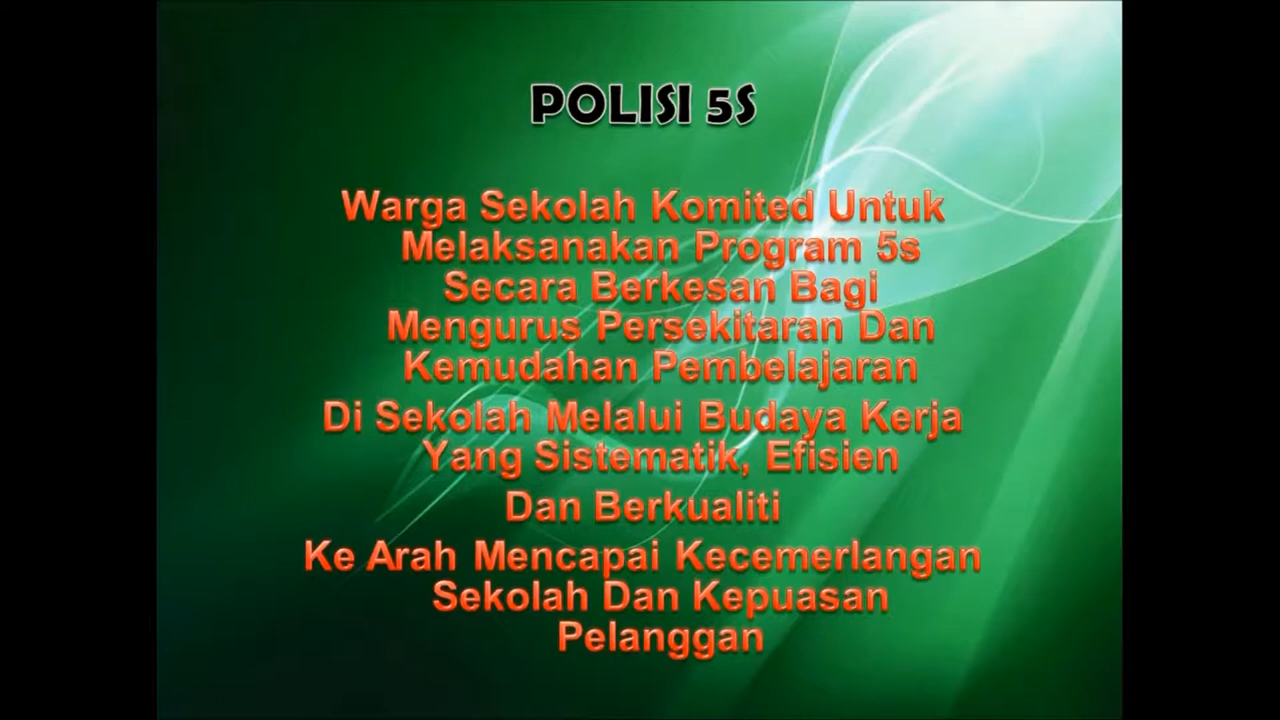 POLISI 5S
Warga Sekolah Komited Untuk
Melaksanakan Program 5s
Secara Berkesan Bagi
Mengurus Persekitaran Dan
Kemudahan Pembelajaran
Di Sekolah Melalui Budaya Kerja
Yang Sistematik, Efisien
Dan Berkualiti
Ke Arah Mencapai Kecemerlangan
Sekolah Dan Kepuasan
Pelanggan